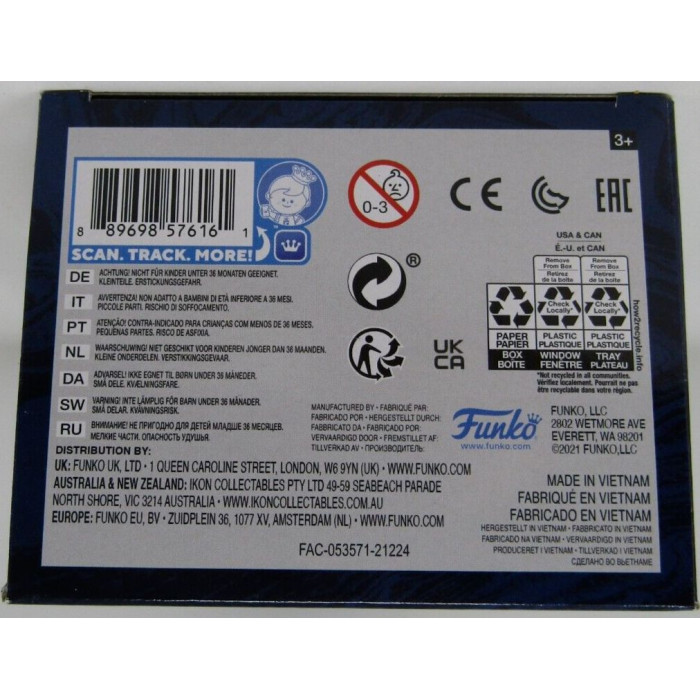 3+
8 89698 57616 1
SCAN. TRACK. MORE!
0-3
CE
EAC
USA & CAN
É.-U. et CAN
Remove From Box
Retirez de la boîte
Remove From Box
Retirez de la boîte
Check Locally*
Check Locally*
PAPER
PAPIER
PLASTIC
PLASTIQUE
PLASTIC
PLASTIQUE
BOX
BOÎTE
WINDOW
FENÊTRE
TRAY
PLATEAU
*Not recycled in all communities.
Vérifiez localement. Pourrait ne pas
être recyclable dans votre région.
how2recycle.info
®
UK
CA
DE ACHTUNG! NICHT FÜR KINDER UNTER 36 MONATEN GEEIGNET.
KLEINTEILE. ERSTICKUNGSGEFAHR.
IT AVVERTENZA! NON ADATTO A BAMBINI DI ETÀ INFERIORE A 36 MESI.
PICCOLE PARTI. RISCHIO DI SOFFOCAMENTO.
PT ATENÇÃO! CONTRA-INDICADO PARA CRIANÇAS COM MENOS DE 36 MESES.
PEQUENAS PARTES. RISCO DE ASFIXIA.
NL WAARSCHUWING! NIET GESCHIKT VOOR KINDEREN JONGER DAN 36 MAANDEN.
KLEINE ONDERDELEN. VERSTIKKINGSGEVAAR.
DA ADVARSEL! IKKE EGNET TIL BØRN UNDER 36 MÅNEDER.
SMÅ DELE. KVÆLNINGSFARE.
SW VARNING! INTE LÄMPLIG FÖR BARN UNDER 36 MÅNADER.
SMÅ DELAR. KVÄVNINGSRISK.
RU ВНИМАНИЕ! НЕ ПРИГОДНО ДЛЯ ДЕТЕЙ МЛАДШЕ 36 МЕСЯЦЕВ.
МЕЛКИЕ ЧАСТИ. ОПАСНОСТЬ УДУШЬЯ.
MANUFACTURED BY • FABRIQUÉ PAR:
FABRICADO POR • HERGESTELLT DURCH:
FABBRICATO DA • FABRICADO POR:
VERVAARDIGD DOOR • FREMSTILLET AF:
TILLVERKAD AV • ПРОИЗВОДИТЕЛЬ:
Funko
FUNKO, LLC
2802 WETMORE AVE
EVERETT, WA 98201
©2021 FUNKO,LLC
DISTRIBUTION BY:
UK: FUNKO UK, LTD • 1 QUEEN CAROLINE STREET, LONDON, W6 9YN (UK) • WWW.FUNKO.COM
AUSTRALIA & NEW ZEALAND: IKON COLLECTABLES PTY LTD 49-59 SEABEACH PARADE
NORTH SHORE, VIC 3214 AUSTRALIA • WWW.IKONCOLLECTABLES.COM.AU
EUROPE: FUNKO EU, BV • ZUIDPLEIN 36, 1077 XV, AMSTERDAM (NL) • WWW.FUNKO.COM
MADE IN VIETNAM
FABRIQUÉ EN VIETNAM
FABRICADO EN VIETNAM
HERGESTELLT IN VIETNAM • FABBRICATO IN VIETNAM
FABRICADO NA VIETNAM • VERVAARDIGD IN VIETNAM
PRODUCERET I VIETNAM • TILLVERKAD I VIETNAM
СДЕЛАНО ВО ВЬЕТНАМЕ
FAC-053571-21224